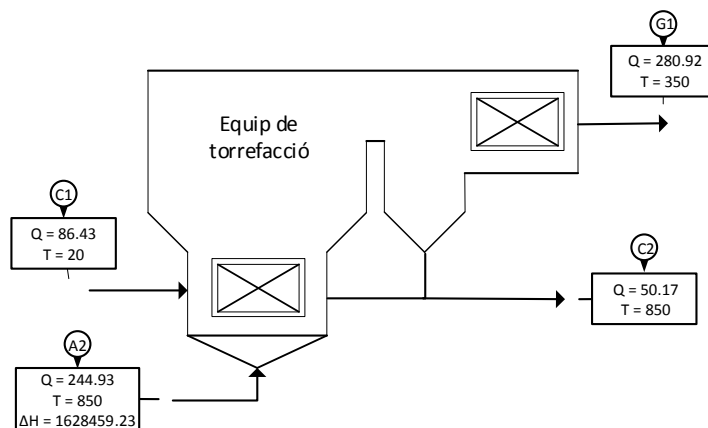 G1
Q = 280.92
T = 350
Equip de
torrefacció
C1
Q = 86.43
T = 20
C2
Q = 50.17
T = 850
A2
Q = 244.93
T = 850
ΔH = 1628459.23